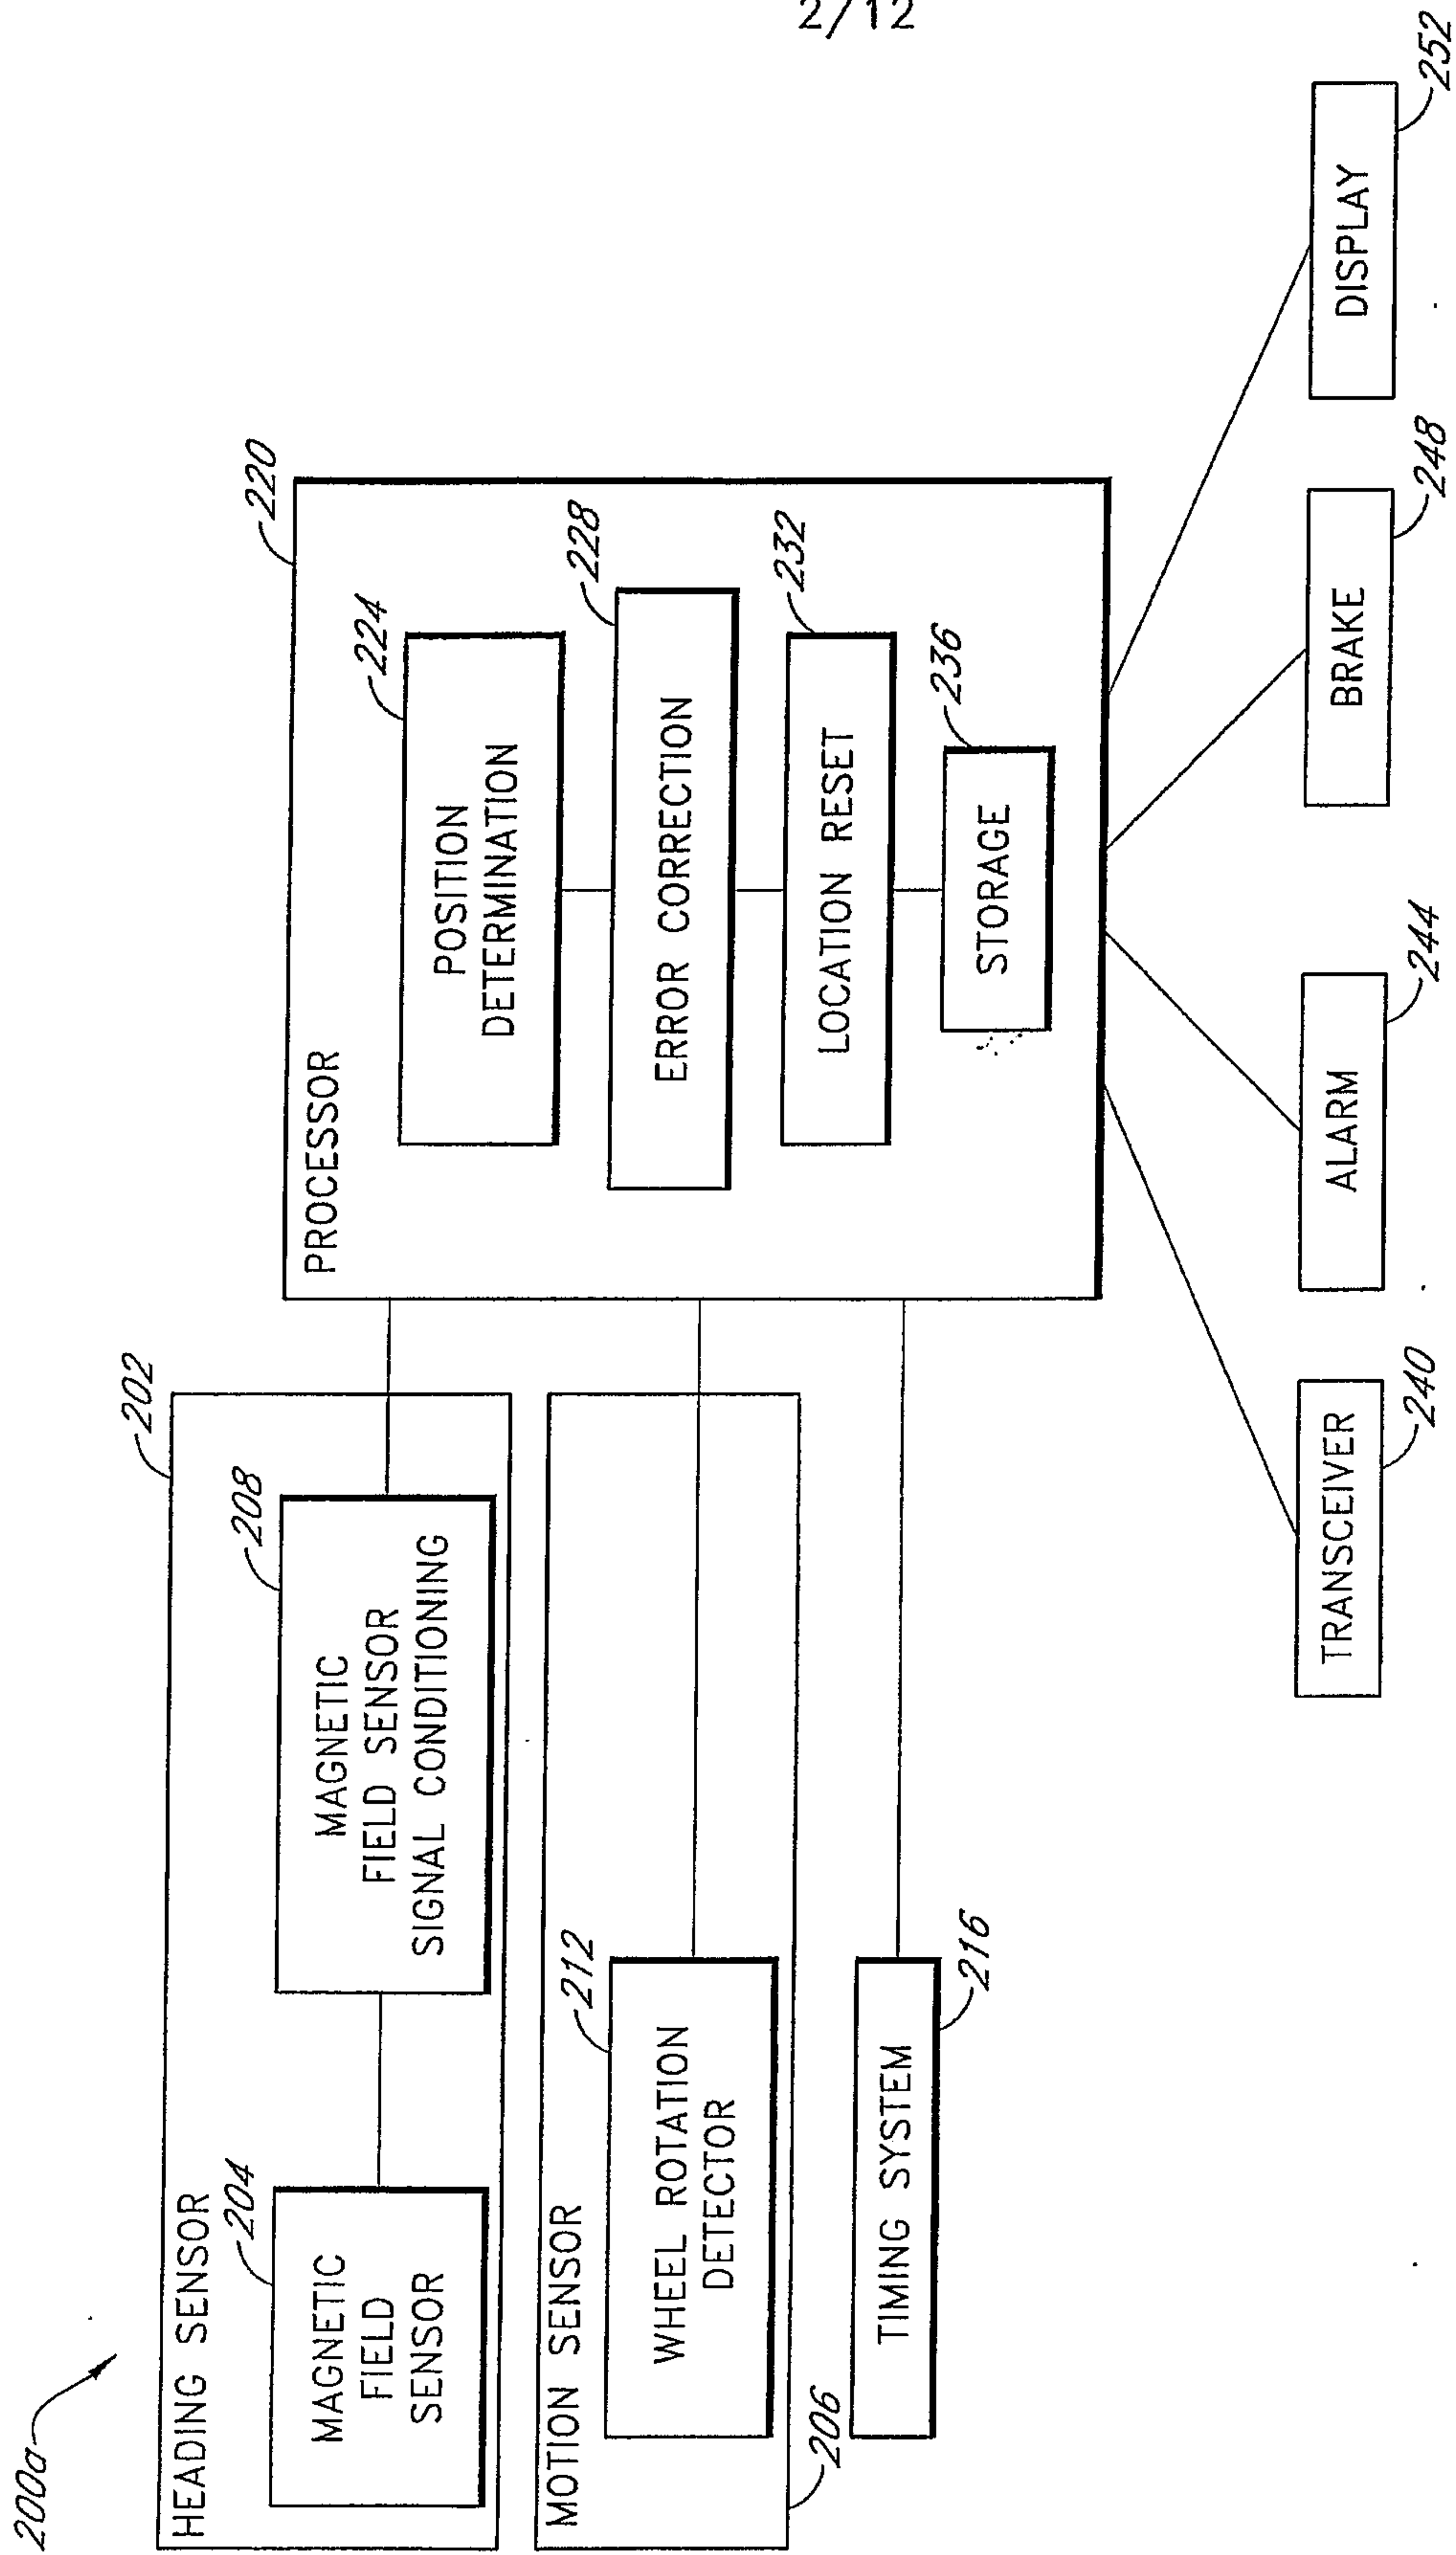 2/12
200a
HEADING SENSOR
202
204
MAGNETIC
FIELD
SENSOR
208
MAGNETIC
FIELD SENSOR
SIGNAL CONDITIONING
MOTION SENSOR
206
212
WHEEL ROTATION
DETECTOR
TIMING SYSTEM
216
PROCESSOR
220
POSITION
DETERMINATION
224
ERROR CORRECTION
228
LOCATION RESET
232
STORAGE
236
TRANSCEIVER
240
ALARM
244
BRAKE
248
DISPLAY
252